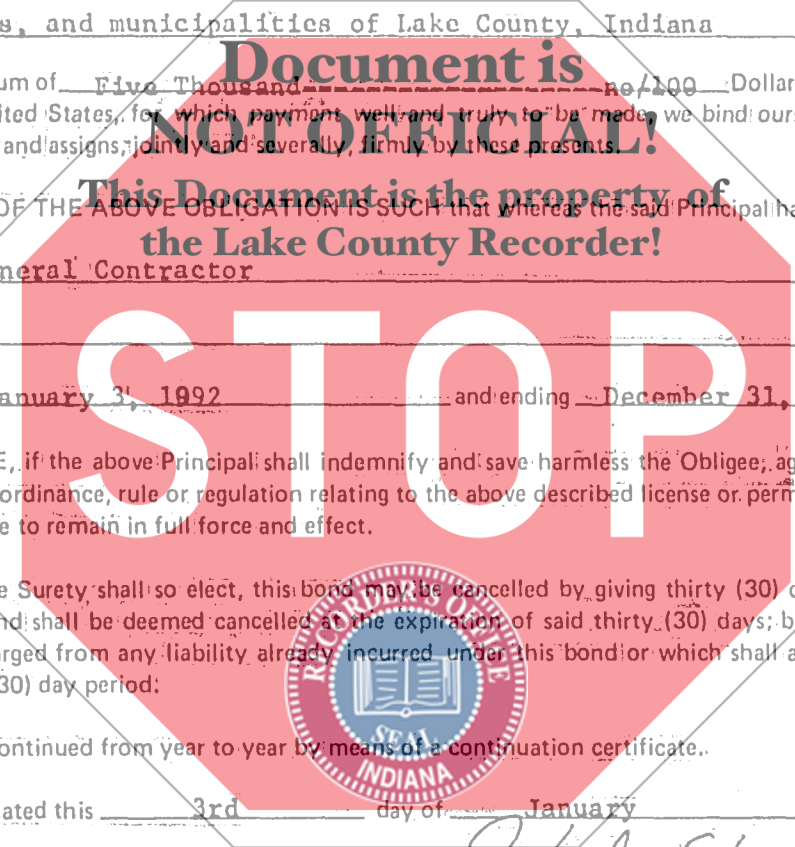 s, and municipalities of Lake County, Indiana
Document is
um of Five Thousand no/100 Dollar
ited States, for which payment well and truly to be made, we bind our
NOT OFFICIAL!
and assigns, jointly and severally, firmly by these presents.
This Document is the property of
OF THE ABOVE OBLIGATION IS SUCH that whereas the said Principal ha
the Lake County Recorder!
neral Contractor
STOP
anuary 3, 1992 and ending December 31,
E, if the above Principal shall indemnify and save harmless the Obligee, ag
ordinance, rule or regulation relating to the above described license or perm
e to remain in full force and effect.
e Surety shall so elect, this bond may be cancelled by giving thirty (30) d
nd shall be deemed cancelled at the expiration of said thirty (30) days; b
arged from any liability already incurred under this bond or which shall a
30) day period.
RECORDER'S OFFICE
SEAL
INDIANA
ontinued from year to year by means of a continuation certificate.
ated this 3rd day of January